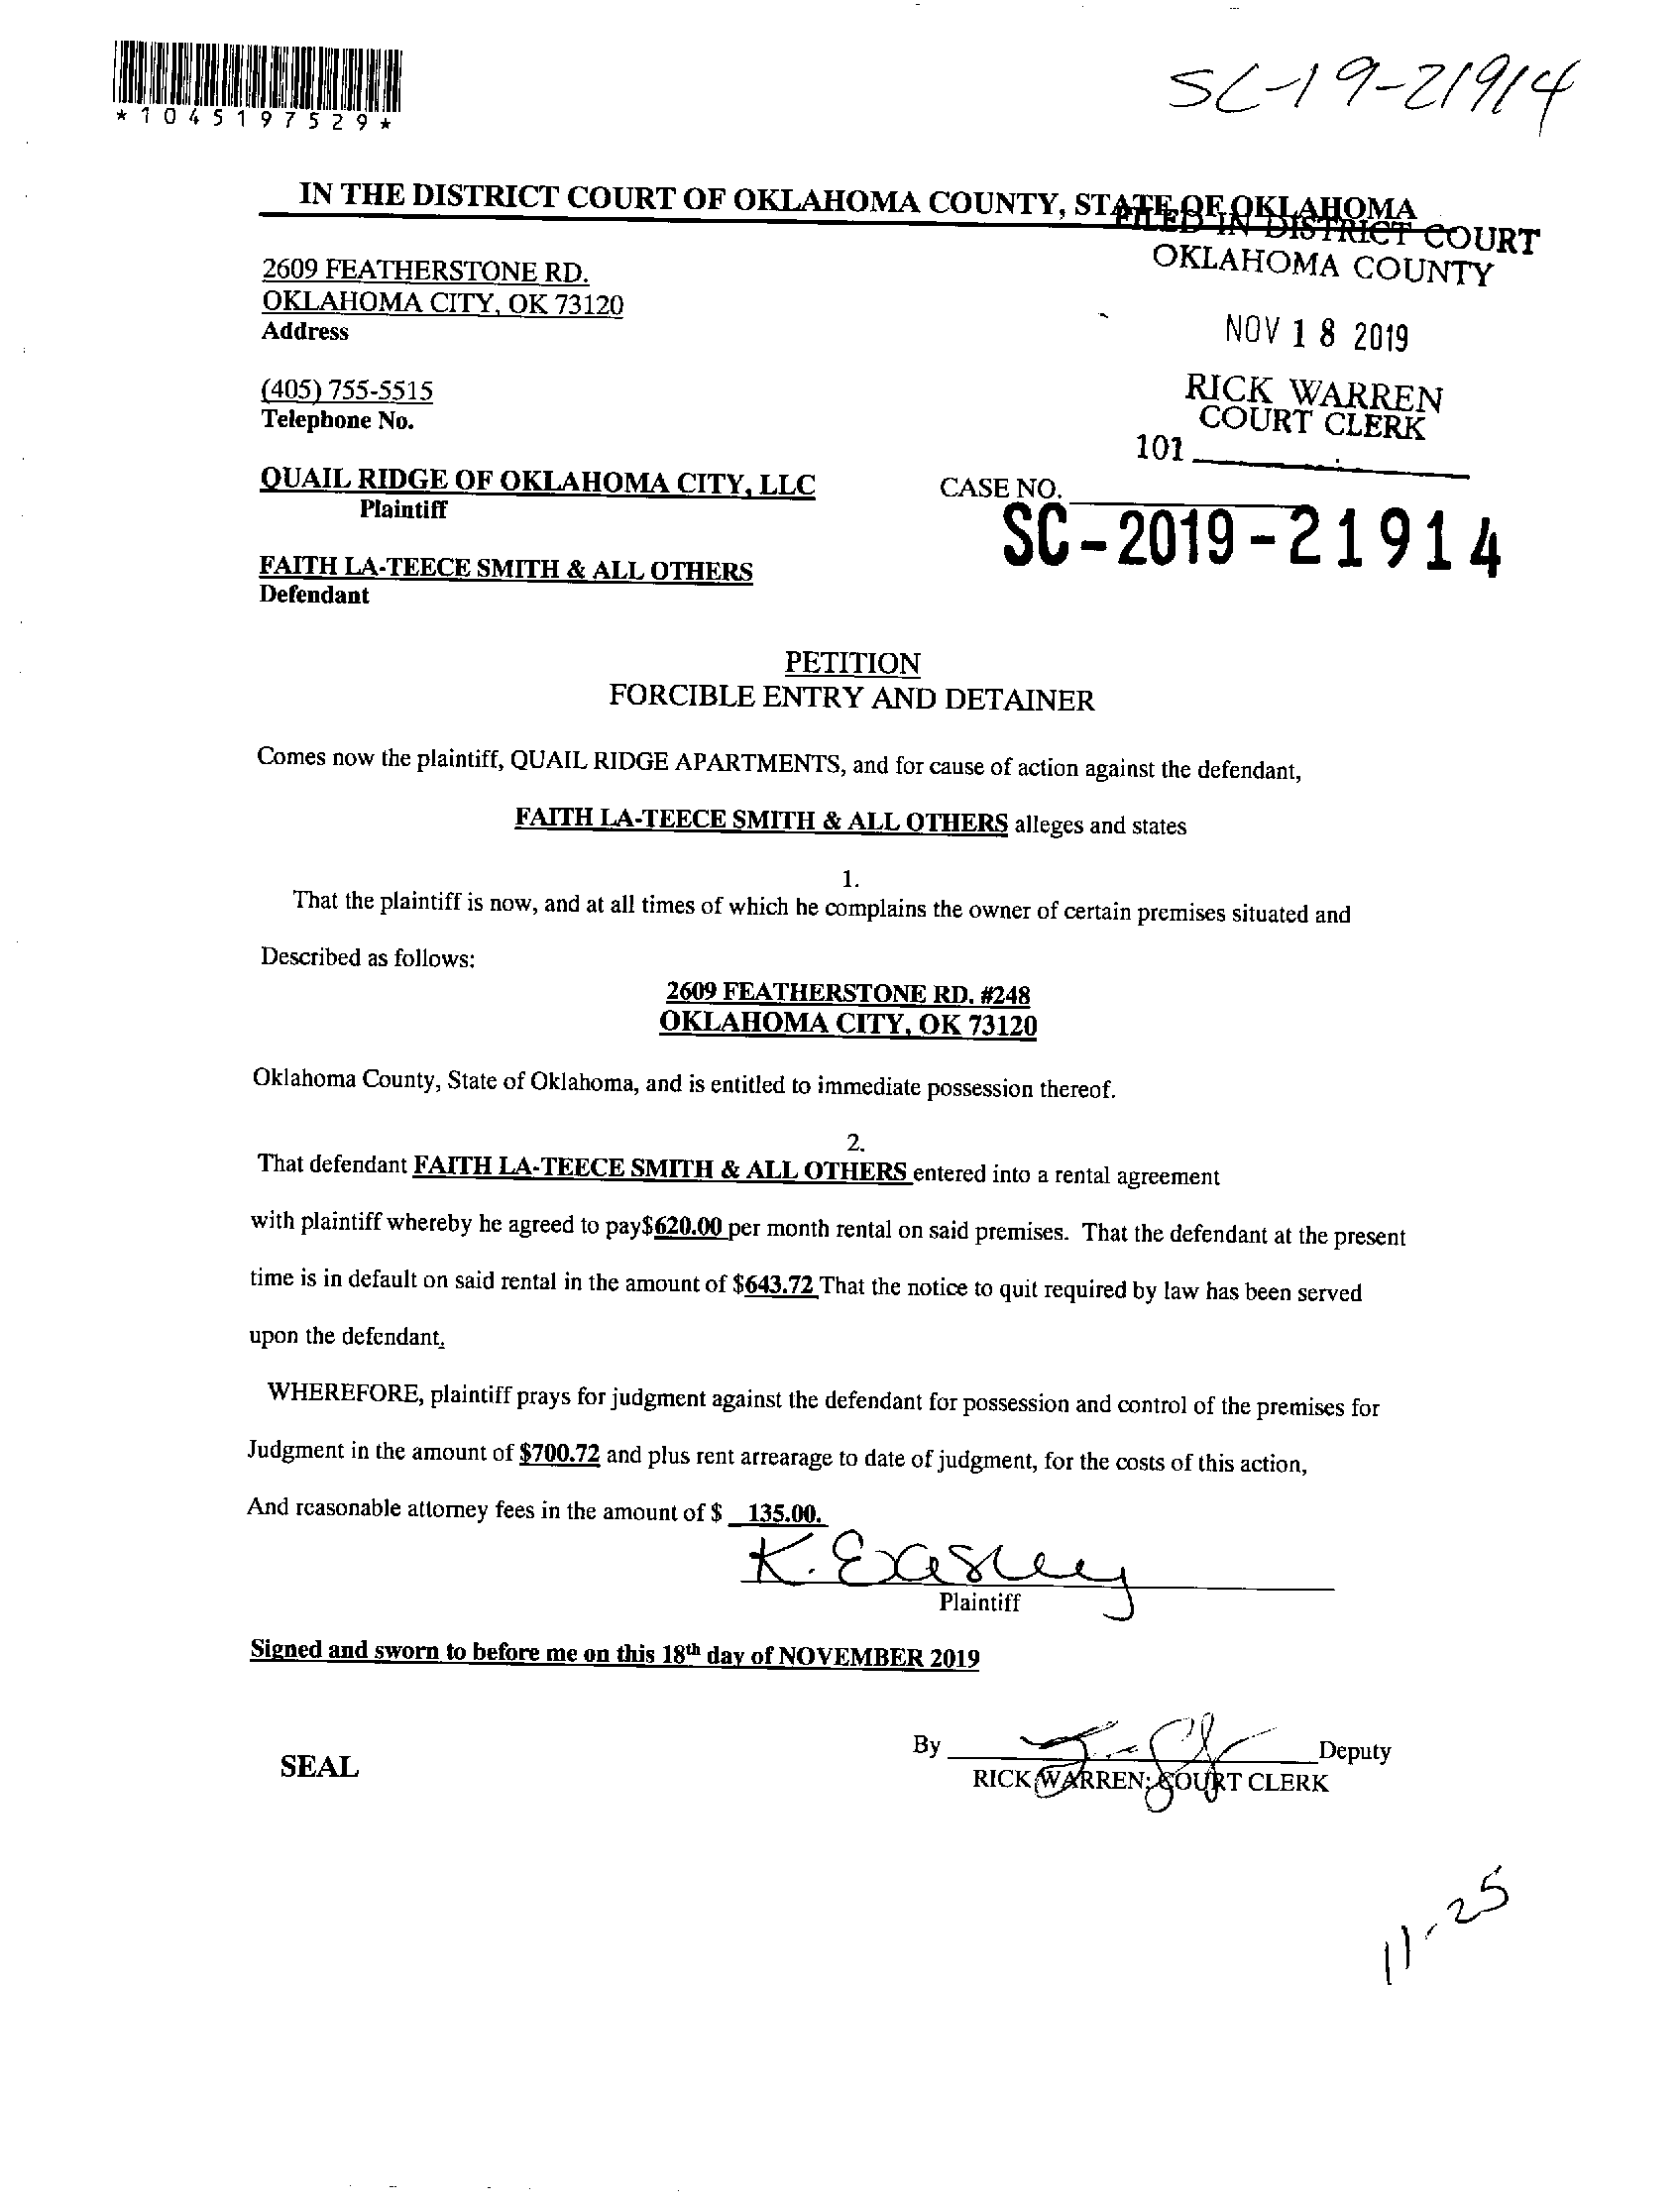 SC-19-21914
*1045197529*
IN THE DISTRICT COURT OF OKLAHOMA COUNTY, STATE OF OKLAHOMA
FILED IN DISTRICT COURT
OKLAHOMA COUNTY
2609 FEATHERSTONE RD.
OKLAHOMA CITY, OK 73120
Address
NOV 18 2019
(405) 755-5515
Telephone No.
RICK WARREN
COURT CLERK
101
QUAIL RIDGE OF OKLAHOMA CITY, LLC
Plaintiff
CASE NO.
SC-2019-21914
FAITH LA-TEECE SMITH & ALL OTHERS
Defendant
PETITION
FORCIBLE ENTRY AND DETAINER
Comes now the plaintiff, QUAIL RIDGE APARTMENTS, and for cause of action against the defendant,
FAITH LA-TEECE SMITH & ALL OTHERS alleges and states
1.
That the plaintiff is now, and at all times of which he complains the owner of certain premises situated and
Described as follows:
2609 FEATHERSTONE RD. #248
OKLAHOMA CITY, OK 73120
Oklahoma County, State of Oklahoma, and is entitled to immediate possession thereof.
2.
That defendant FAITH LA-TEECE SMITH & ALL OTHERS entered into a rental agreement
with plaintiff whereby he agreed to pay$620.00 per month rental on said premises. That the defendant at the present
time is in default on said rental in the amount of $643.72 That the notice to quit required by law has been served
upon the defendant.
WHEREFORE, plaintiff prays for judgment against the defendant for possession and control of the premises for
Judgment in the amount of $700.72 and plus rent arrearage to date of judgment, for the costs of this action,
And reasonable attorney fees in the amount of $ 135.00.
K. Easley
Plaintiff
Signed and sworn to before me on this 18th day of NOVEMBER 2019
By Deputy
SEAL
RICK WARREN; COURT CLERK
11-25